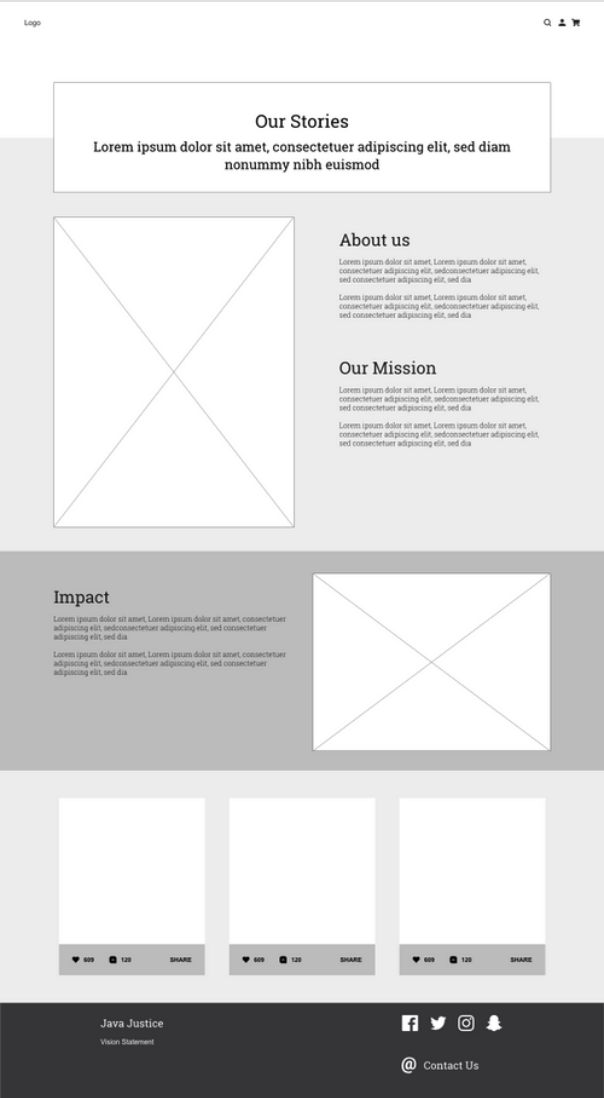 Logo
Our Stories
Lorem ipsum dolor sit amet, consectetuer adipiscing elit, sed diam
nonummy nibh euismod
About us
Lorem ipsum dolor sit amet, Lorem ipsum dolor sit amet,
consectetuer adipiscing elit, sedconsectetuer adipiscing elit,
sed consectetuer adipiscing elit, sed dia
Lorem ipsum dolor sit amet, Lorem ipsum dolor sit amet,
consectetuer adipiscing elit, sedconsectetuer adipiscing elit,
sed consectetuer adipiscing elit, sed dia
Our Mission
Lorem ipsum dolor sit amet, Lorem ipsum dolor sit amet,
consectetuer adipiscing elit, sedconsectetuer adipiscing elit,
sed consectetuer adipiscing elit, sed dia
Lorem ipsum dolor sit amet, Lorem ipsum dolor sit amet,
consectetuer adipiscing elit, sedconsectetuer adipiscing elit,
sed consectetuer adipiscing elit, sed dia
Impact
Lorem ipsum dolor sit amet, Lorem ipsum dolor sit amet, consectetuer
adipiscing elit, sedconsectetuer adipiscing elit, sed consectetuer
adipiscing elit, sed dia
Lorem ipsum dolor sit amet, Lorem ipsum dolor sit amet, consectetuer
adipiscing elit, sedconsectetuer adipiscing elit, sed consectetuer
adipiscing elit, sed dia
609 120 SHARE
609 120 SHARE
609 120 SHARE
Java Justice
Vision Statement
@ Contact Us